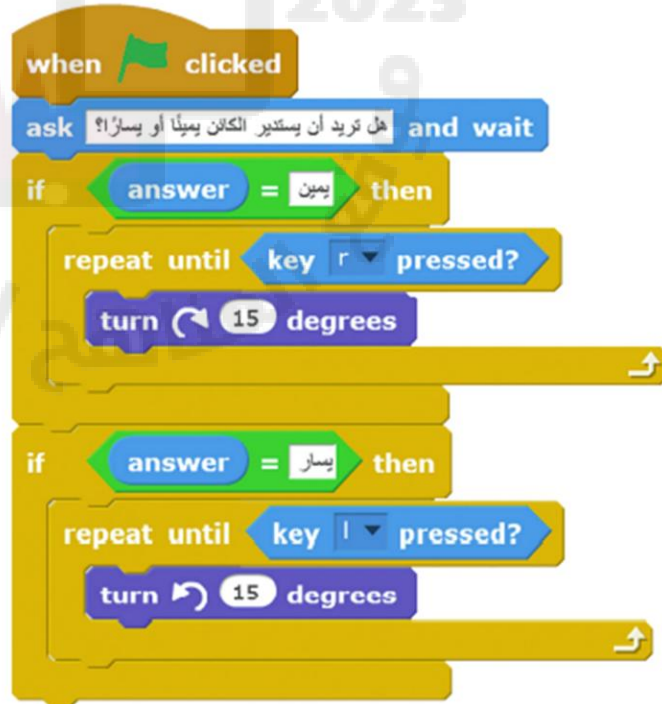 2023
when clicked
ask هل تريد أن يستدير الكائن يمينًا أو يسارًا؟ and wait
if answer = يمين then
repeat until key r pressed?
turn 15 degrees
if answer = يسار then
repeat until key l pressed?
turn 15 degrees